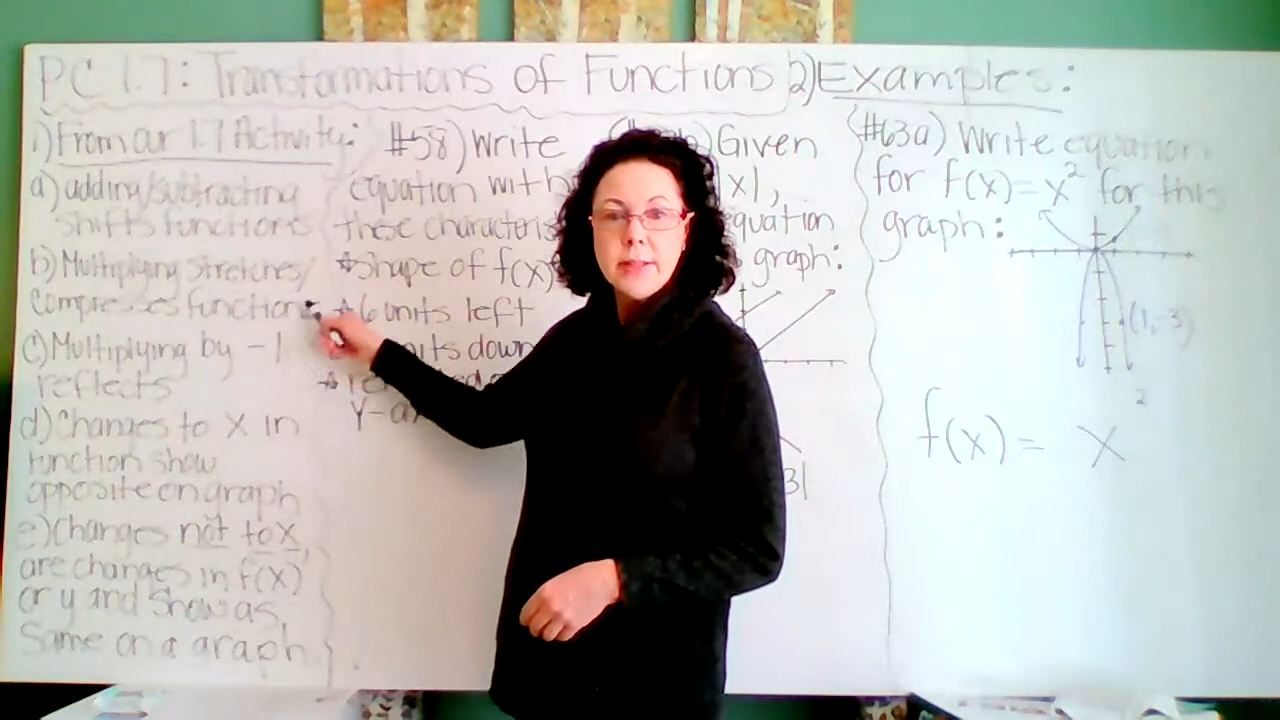 PC 1.7: Transformations of Functions 2) Examples:
1) From our 1.7 Activity:
a) adding/subtracting
shifts functions
b) Multiplying stretches/
compresses functions
c) Multiplying by -1
reflects
d) Changes to x in
function show
opposite on graph
e) Changes not to x,
are changes in f(x)
or y and show as
same on a graph
#58) Write
equation with
these
*Shape of f(x)
*6 units left
units down
*
y-
Given
|x|,
equation
graph:
3|
(#63a) Write equation
for f(x)=x² for this
graph:
(1,-3)
f(x)= x²